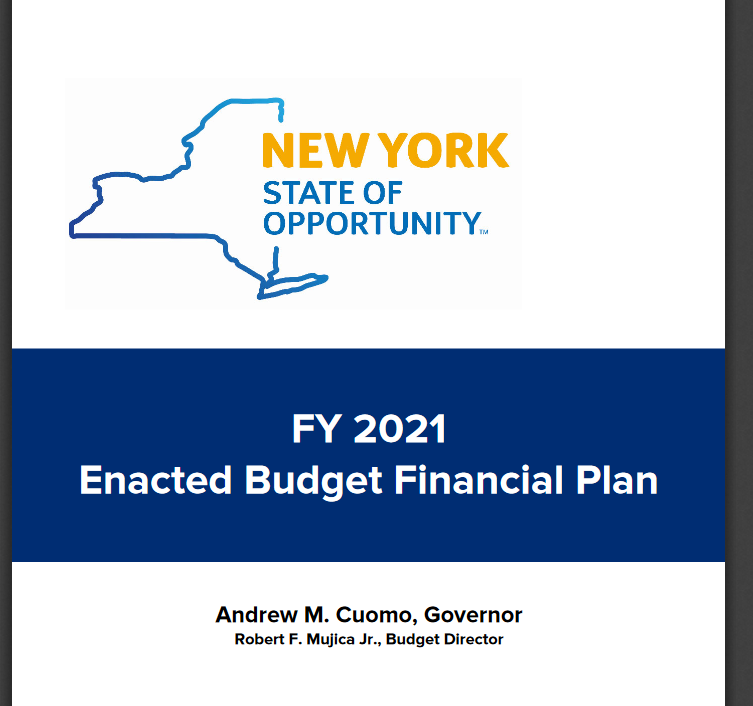 NEW YORK
STATE OF
OPPORTUNITY™
FY 2021
Enacted Budget Financial Plan
Andrew M. Cuomo, Governor
Robert F. Mujica Jr., Budget Director